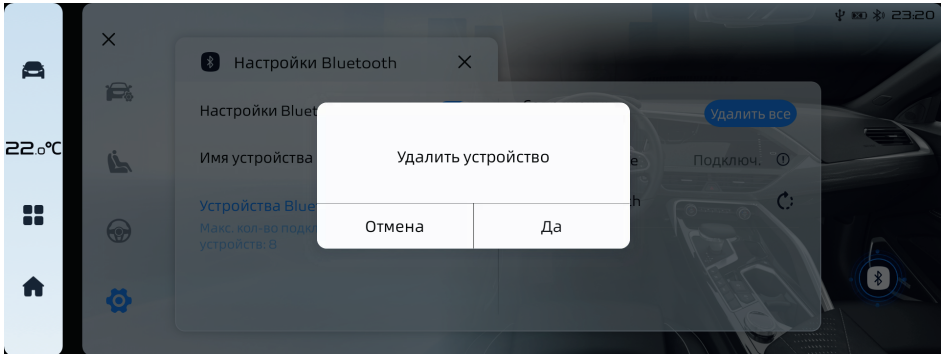 23:20
Настройки Bluetooth
Настройки Bluet
Удалить все
22.0°C
Удалить устройство
Имя устройства
е
Подключ.
Устройства Blue
h
Макс. кол-во подкл
устройств: 8
Отмена
Да